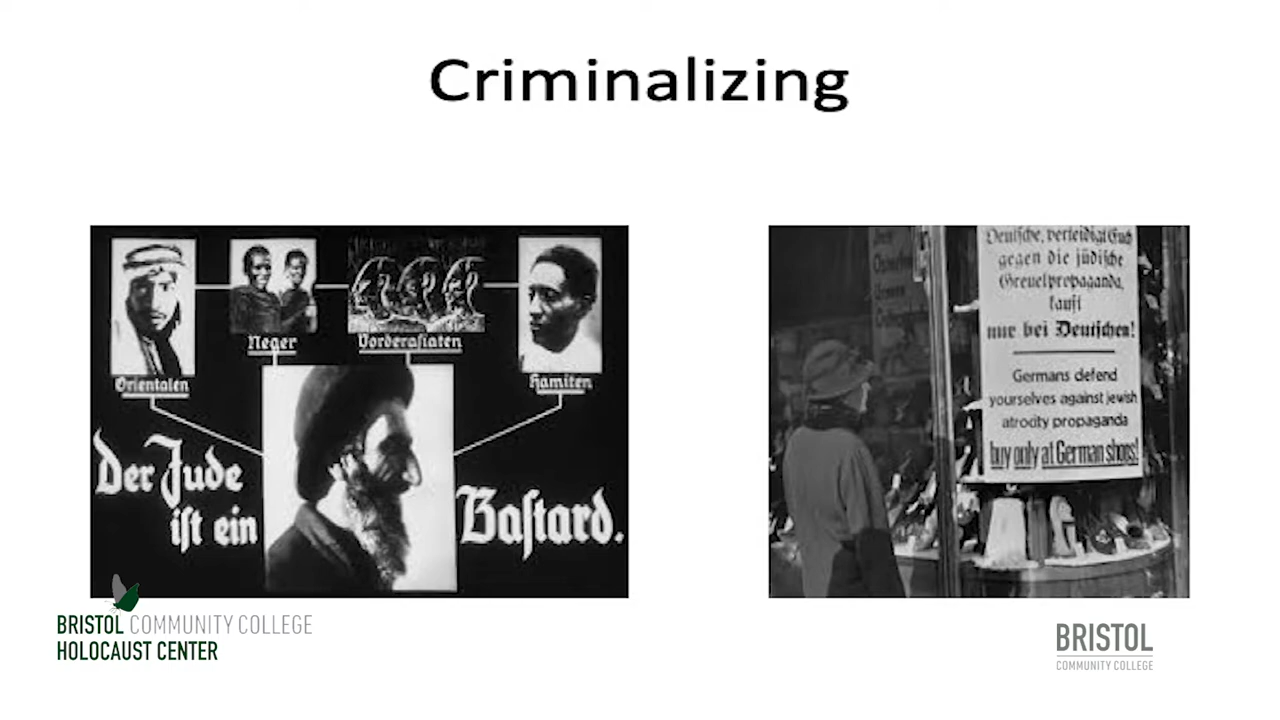 Criminalizing
Orientalen
Neger
Vorderasiaten
Hamiten
Der Jude
ist ein
Bastard.
Deutsche, verteidigt Euch
gegen die jüdische
Greuelpropaganda,
kauft
nur bei Deutschen!
Germans defend
yourselves against jewish
atrocity propaganda
buy only at German shops!
BRISTOL COMMUNITY COLLEGE
HOLOCAUST CENTER
BRISTOL
COMMUNITY COLLEGE